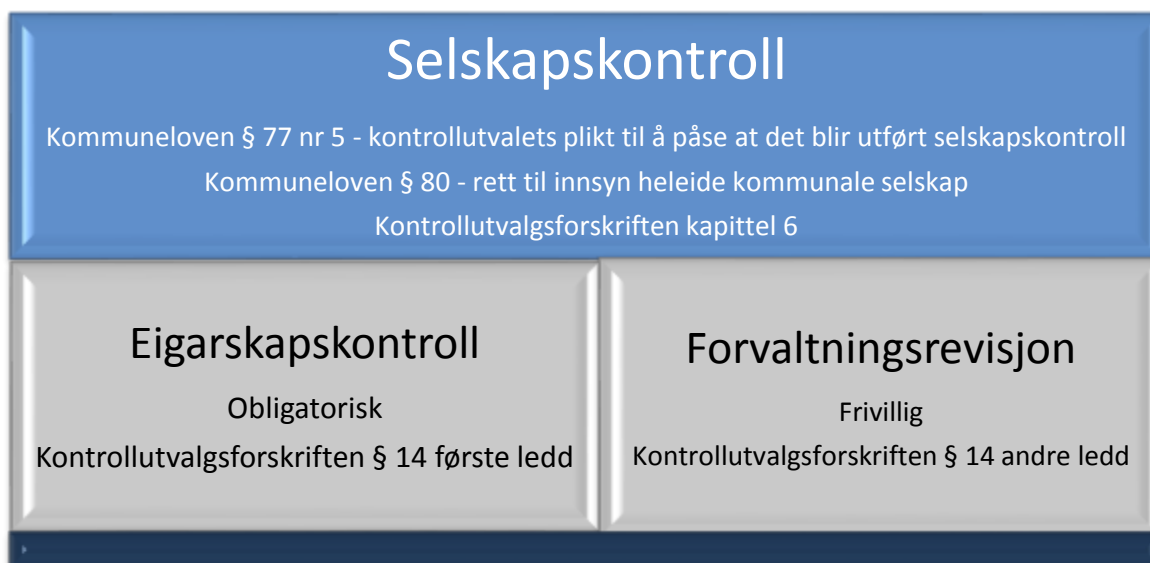 Selskapskontroll
Kommuneloven § 77 nr 5 - kontrollutvalets plikt til å påse at det blir utført selskapskontroll
Kommuneloven § 80 - rett til innsyn heleide kommunale selskap
Kontrollutvalgsforskriften kapittel 6
Eigarskapskontroll
Obligatorisk
Kontrollutvalgsforskriften § 14 første ledd
Forvaltningsrevisjon
Frivillig
Kontrollutvalgsforskriften § 14 andre ledd